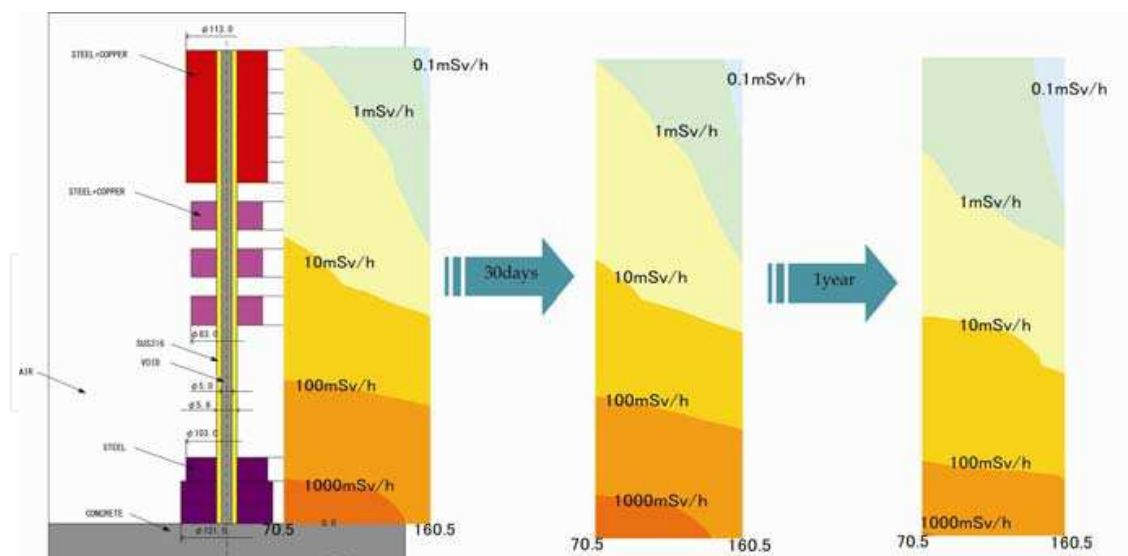 φ113.0
STEEL+COPPER
STEEL+COPPER
φ83.0
SUS316
VOID
AIR
φ5.0
φ5.6
φ103.0
STEEL
CONCRETE
0.0
0.1mSv/h
1mSv/h
10mSv/h
100mSv/h
1000mSv/h
70.5
160.5
30days
0.1mSv/h
1mSv/h
10mSv/h
100mSv/h
1000mSv/h
70.5
160.5
1year
0.1mSv/h
1mSv/h
10mSv/h
100mSv/h
1000mSv/h
70.5
160.5